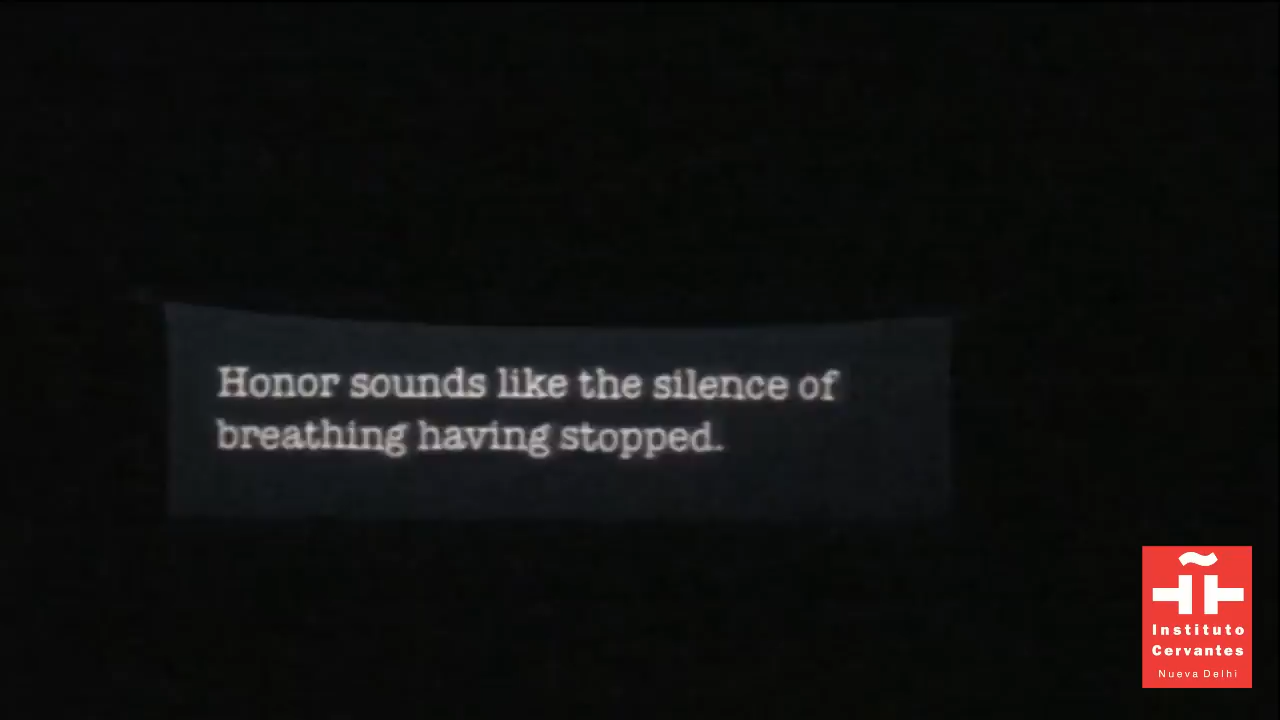 Honor sounds like the silence of
breathing having stopped.
Instituto
Cervantes
Nueva Delhi